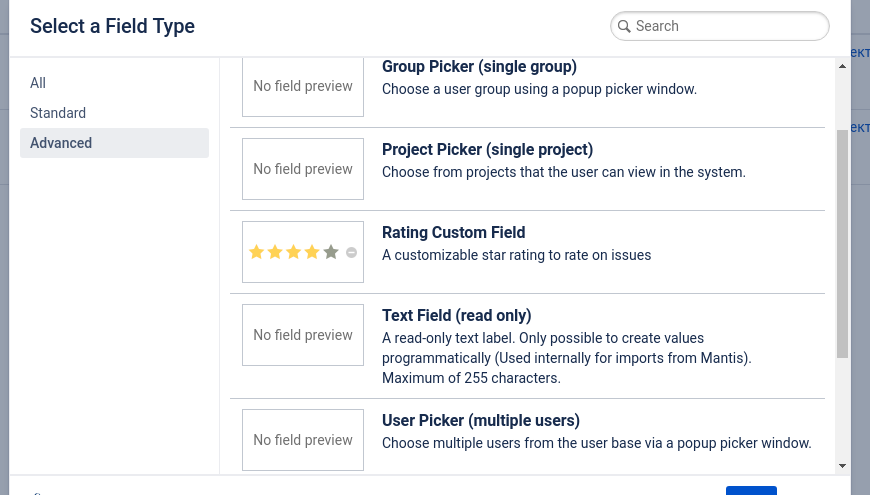 Select a Field Type
Search
All
Standard
Advanced
No field preview
Group Picker (single group)
Choose a user group using a popup picker window.
No field preview
Project Picker (single project)
Choose from projects that the user can view in the system.
Rating Custom Field
A customizable star rating to rate on issues
No field preview
Text Field (read only)
A read-only text label. Only possible to create values
programmatically (Used internally for imports from Mantis).
Maximum of 255 characters.
No field preview
User Picker (multiple users)
Choose multiple users from the user base via a popup picker window.
ект
ект